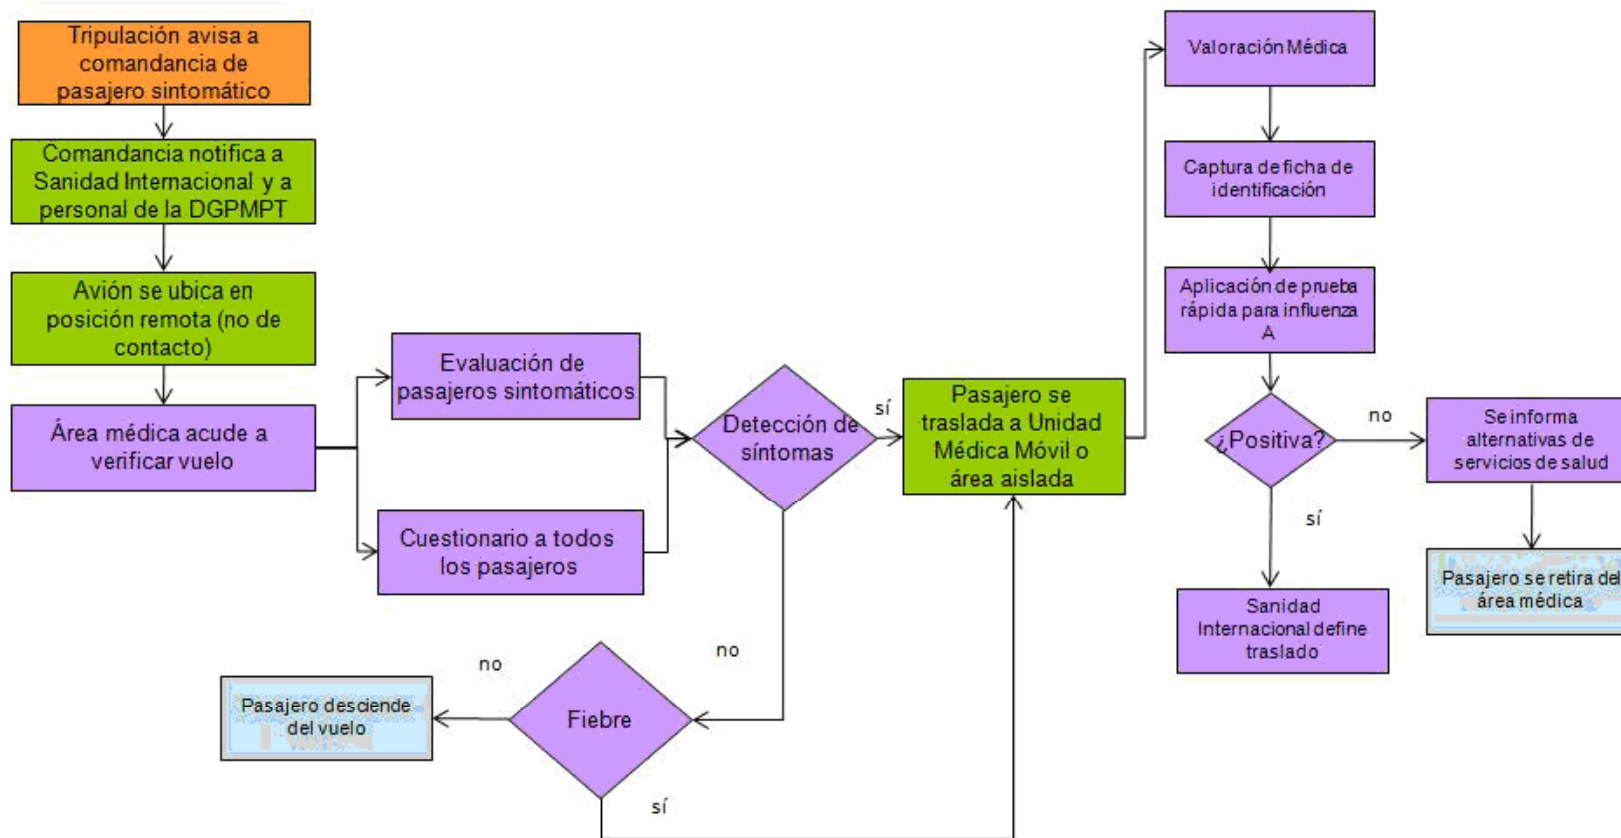 Tripulación avisa a
comandancia de
pasajero sintomático
Comandancia notifica a
Sanidad Internacional y a
personal de la DGPMPT
Avión se ubica en
posición remota (no de
contacto)
Área médica acude a
verificar vuelo
Evaluación de
pasajeros sintomáticos
Cuestionario a todos
los pasajeros
Detección de
síntomas
sí
no
Fiebre
no
sí
Pasajero desciende
del vuelo
Pasajero se
traslada a Unidad
Médica Móvil o
área aislada
Valoración Médica
Captura de ficha de
identificación
Aplicación de prueba
rápida para influenza
A
¿Positiva?
no
sí
Se informa
alternativas de
servicios de salud
Pasajero se retira del
área médica
Sanidad
Internacional define
traslado